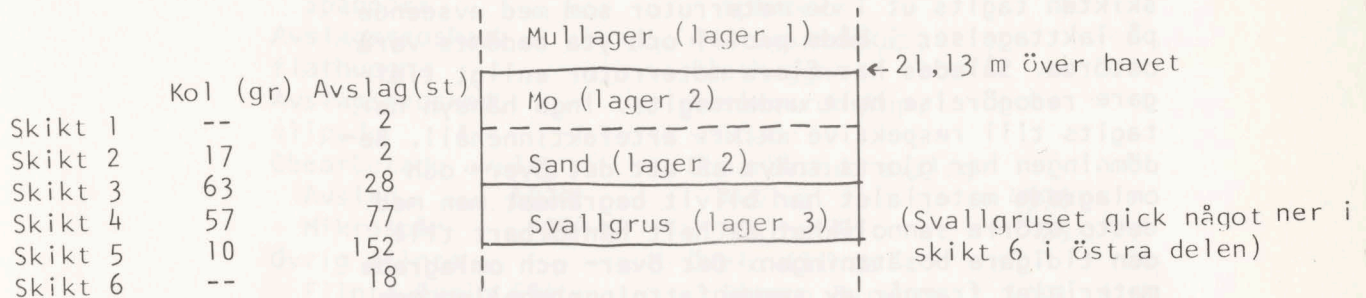 Mullager (lager 1)
← 21,13 m över havet
Kol (gr) Avslag(st)
Mo (lager 2)
Skikt 1 -- 2
Skikt 2 17 2 Sand (lager 2)
Skikt 3 63 28
Skikt 4 57 77 Svallgrus (lager 3) (Svallgruset gick något ner i
Skikt 5 10 152 skikt 6 i östra delen)
Skikt 6 -- 18